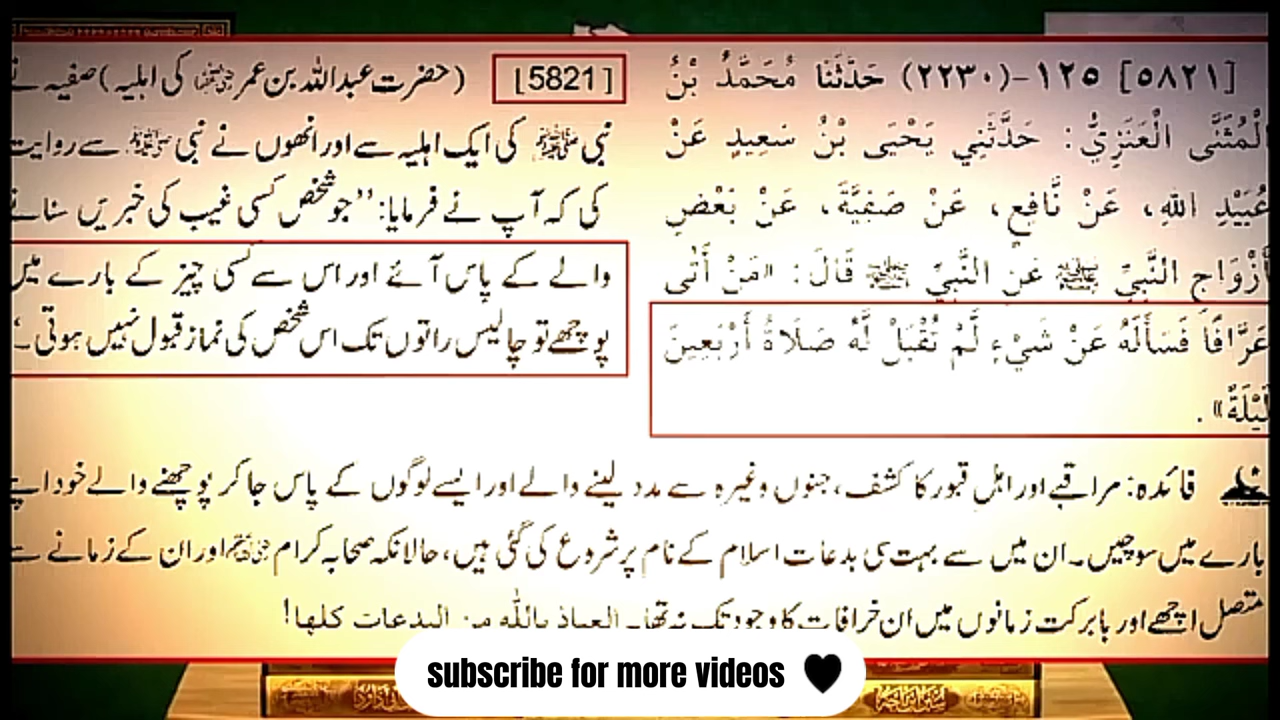 [٥٨٢١] ١٢٥-(٢٢٣٠) حَدَّثَنَا مُحَمَّدُ بْنُ
الْمُثَنَّى الْعَنَزِيُّ: حَدَّثَنِي يَحْيَى بْنُ سَعِيدٍ عَنْ
عُبَيْدِ اللهِ، عَنْ نَّافِعٍ، عَنْ صَفِيَّةَ، عَنْ بَعْضِ
أَزْوَاجِ النَّبِيِّ ﷺ عَنِ النَّبِيِّ ﷺ قَالَ: «مَنْ أَتَى
عَرَّافًا فَسَأَلَهُ عَنْ شَيْءٍ لَمْ تُقْبَلْ لَهُ صَلَاةُ أَرْبَعِينَ
لَيْلَةً».
[5821] (حضرت عبداللہ بن عمر رضی اللہ عنہما کی اہلیہ) صفیہ نے
نبی ﷺ کی ایک اہلیہ سے اور انھوں نے نبی ﷺ سے روایت
کی کہ آپ نے فرمایا: ’’جو شخص کسی غیب کی خبریں سنانے
والے کے پاس آئے اور اس سے کسی چیز کے بارے میں
پوچھے تو چالیس راتوں تک اس شخص کی نماز قبول نہیں ہوتی۔
فائدہ: مراقبے اور اہلِ قبور کا کشف، جنوں وغیرہ سے مدد لینے والے اور ایسے لوگوں کے پاس جا کر پوچھنے والے خود اپنے
بارے میں سوچیں۔ ان میں سے بہت سی بدعات اسلام کے نام پر شروع کی گئی ہیں، حالانکہ صحابہ کرام رضی اللہ عنہم اور ان کے زمانے سے
متصل اچھے اور بابرکت زمانوں میں ان خرافات کا وجود تک نہ تھا۔ العیاذ باللّٰہ من البدعات کلہا!
subscribe for more videos